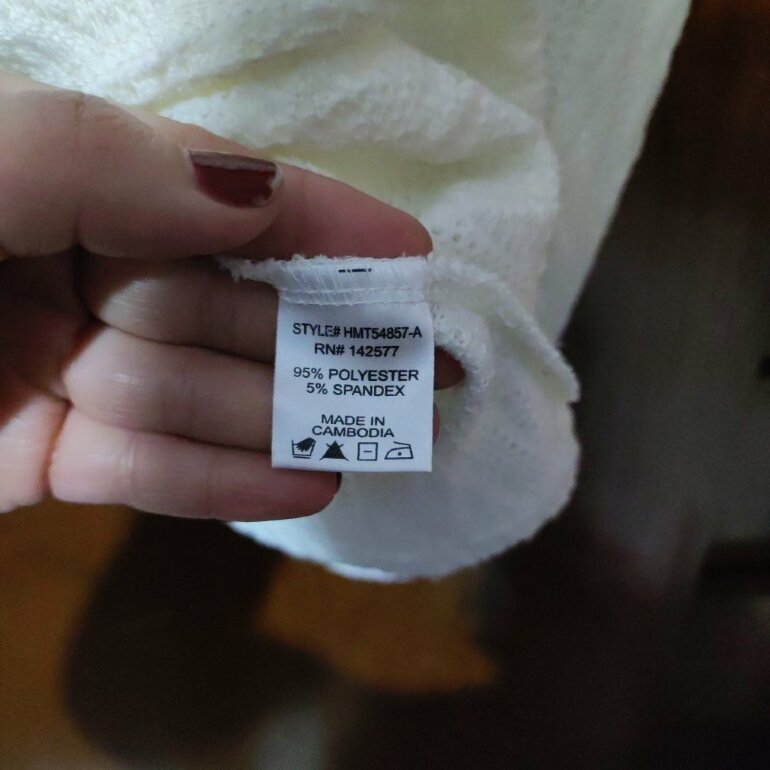 STYLE# HMT54857-A
RN# 142577
95% POLYESTER
5% SPANDEX
MADE IN
CAMBODIA